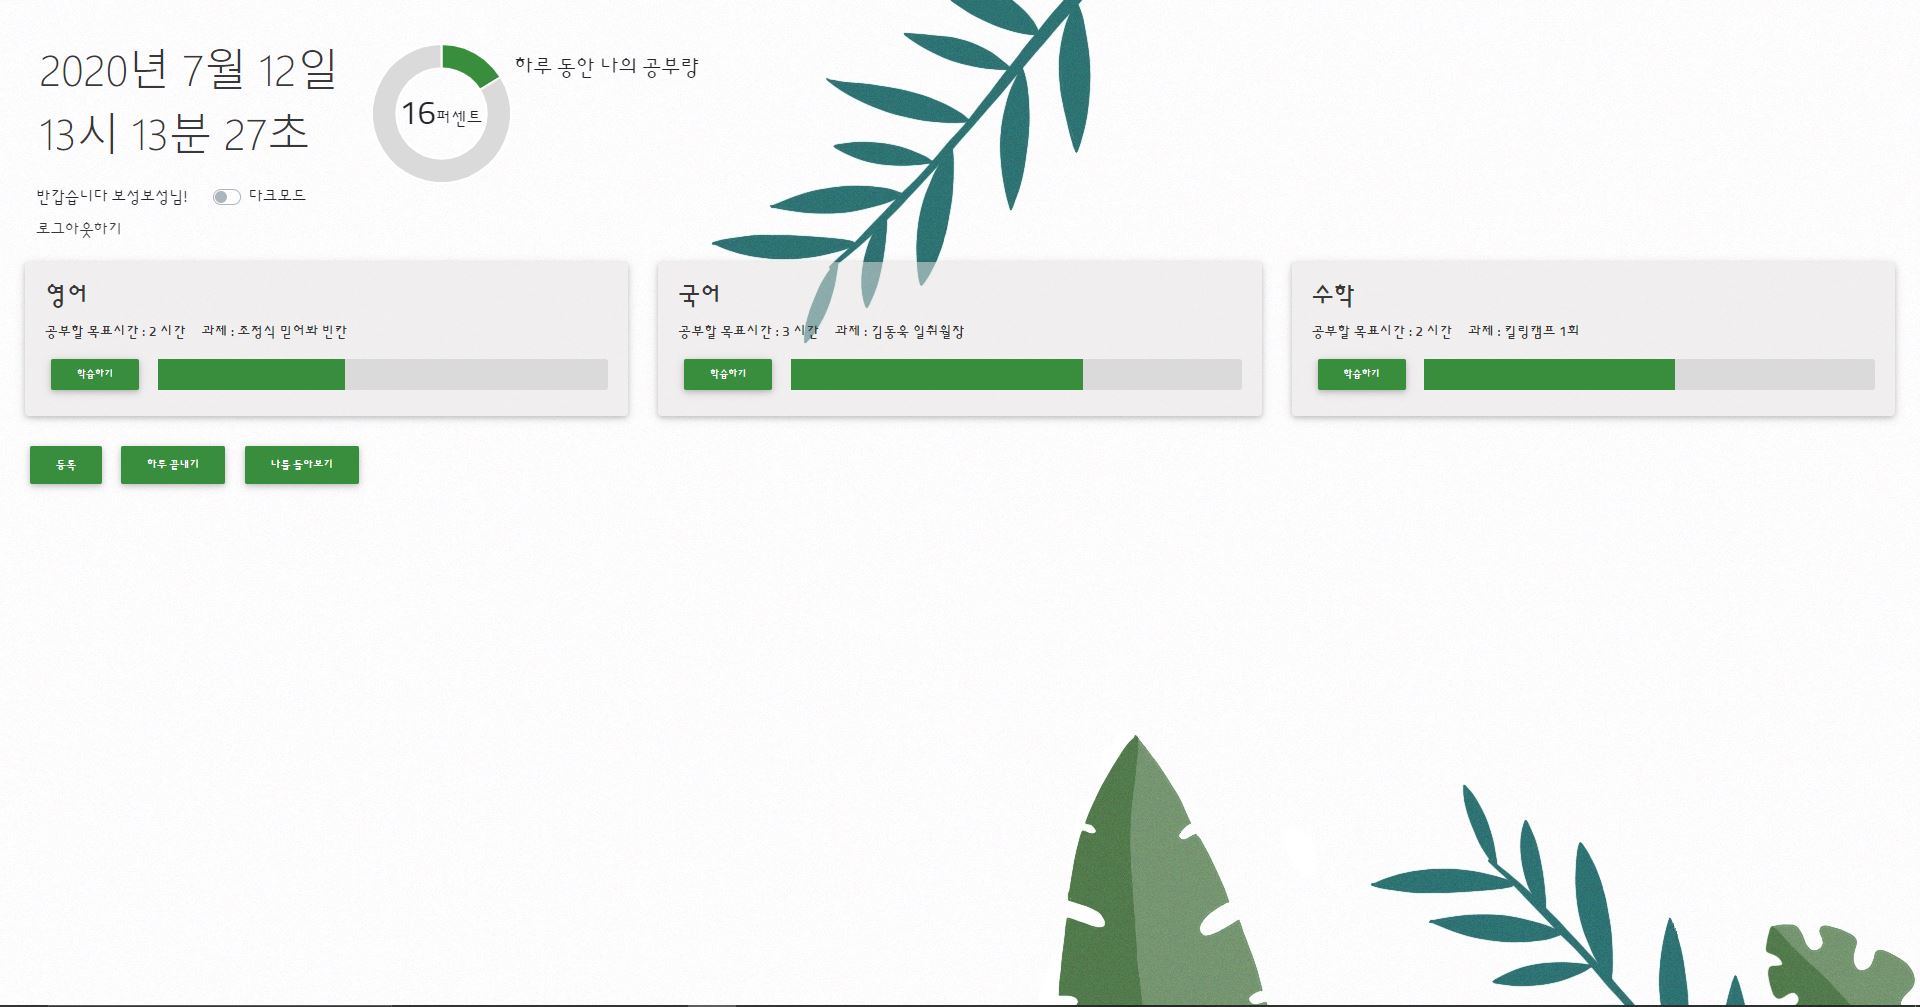 2020년 7월 12일
13시 13분 27초
16퍼센트
하루 동안 나의 공부량
반갑습니다 보성보성님!
다크모드
로그아웃하기
영어
공부할 목표시간 : 2 시간 과제 : 조정식 믿어봐 빈칸
학습하기
국어
공부할 목표시간 : 3 시간 과제 : 김동욱 일취월장
학습하기
수학
공부할 목표시간 : 2 시간 과제 : 킬링캠프 1회
학습하기
등록
하루 끝내기
나를 돌아보기